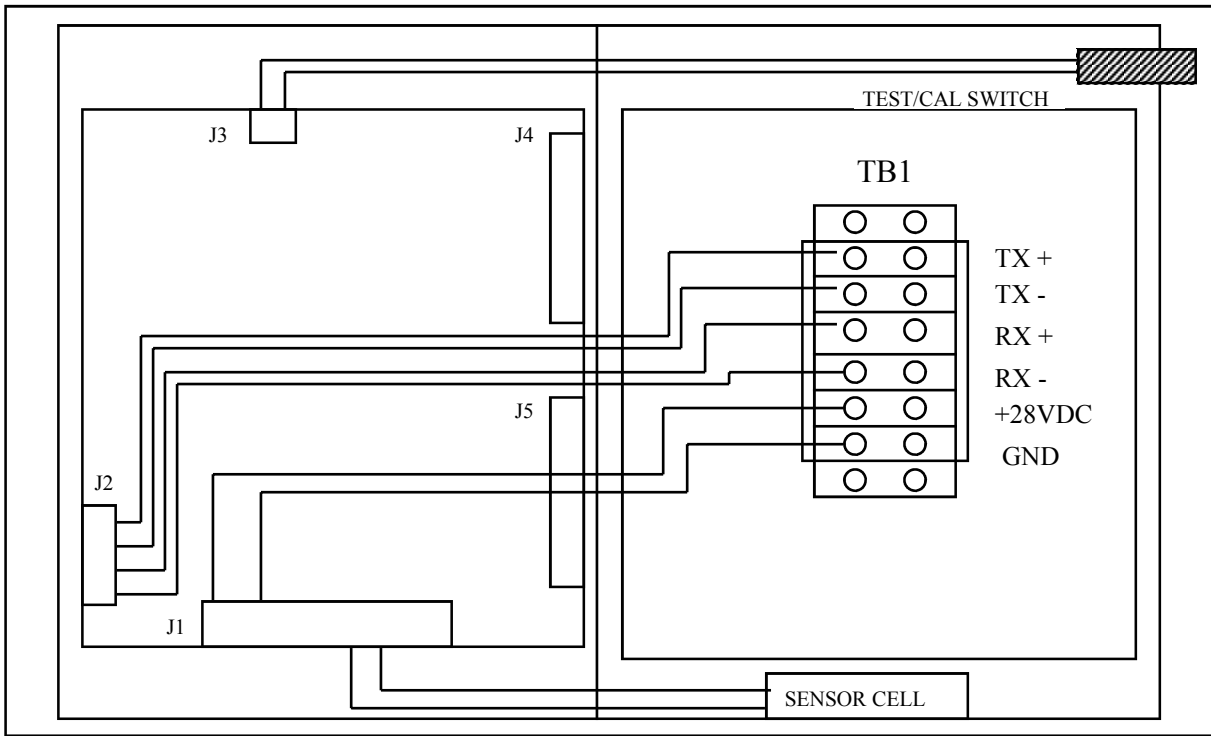 TEST/CAL SWITCH
J3
J4
TB1
TX +
TX -
RX +
RX -
J5
+28VDC
GND
J2
J1
SENSOR CELL